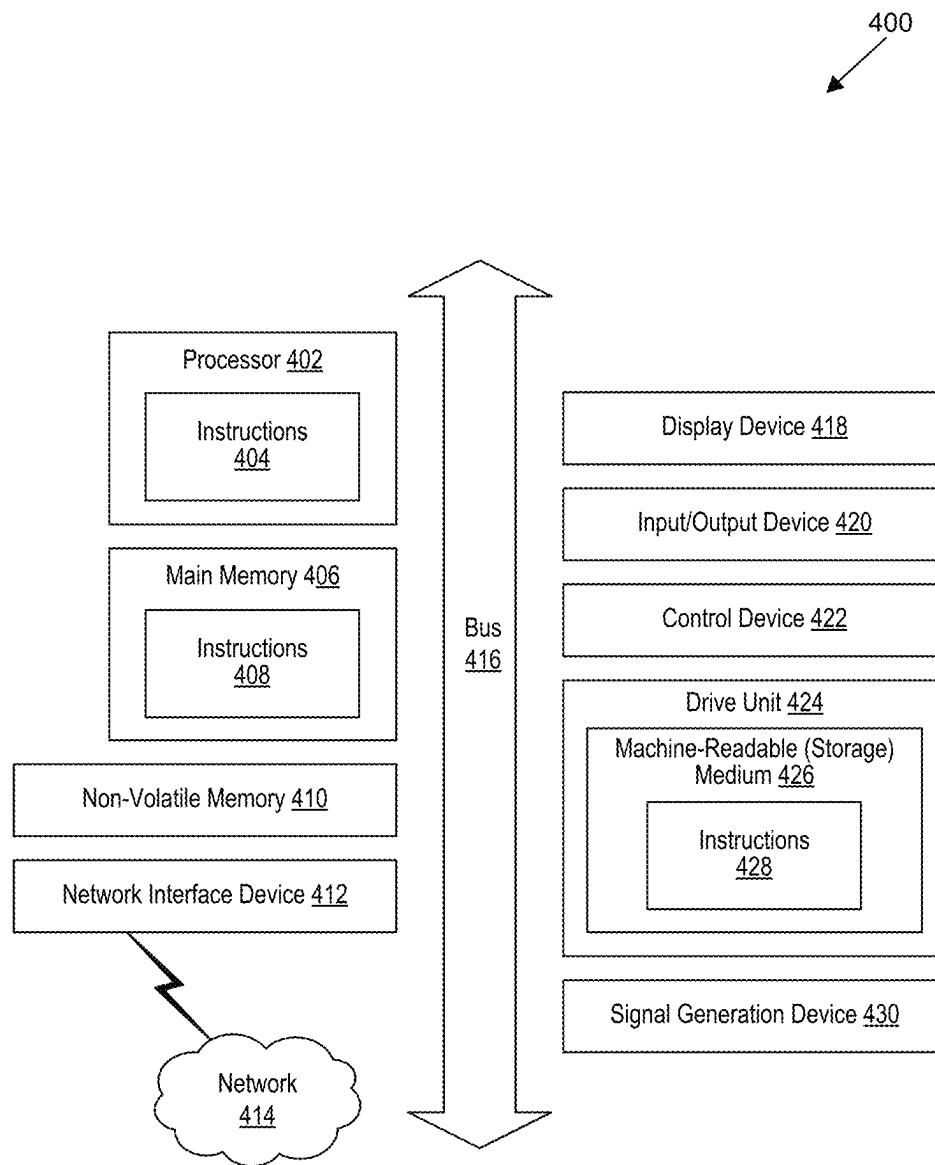 400
Processor 402
Instructions
404
Main Memory 406
Instructions
408
Non-Volatile Memory 410
Network Interface Device 412
Network
414
Bus
416
Display Device 418
Input/Output Device 420
Control Device 422
Drive Unit 424
Machine-Readable (Storage)
Medium 426
Instructions
428
Signal Generation Device 430